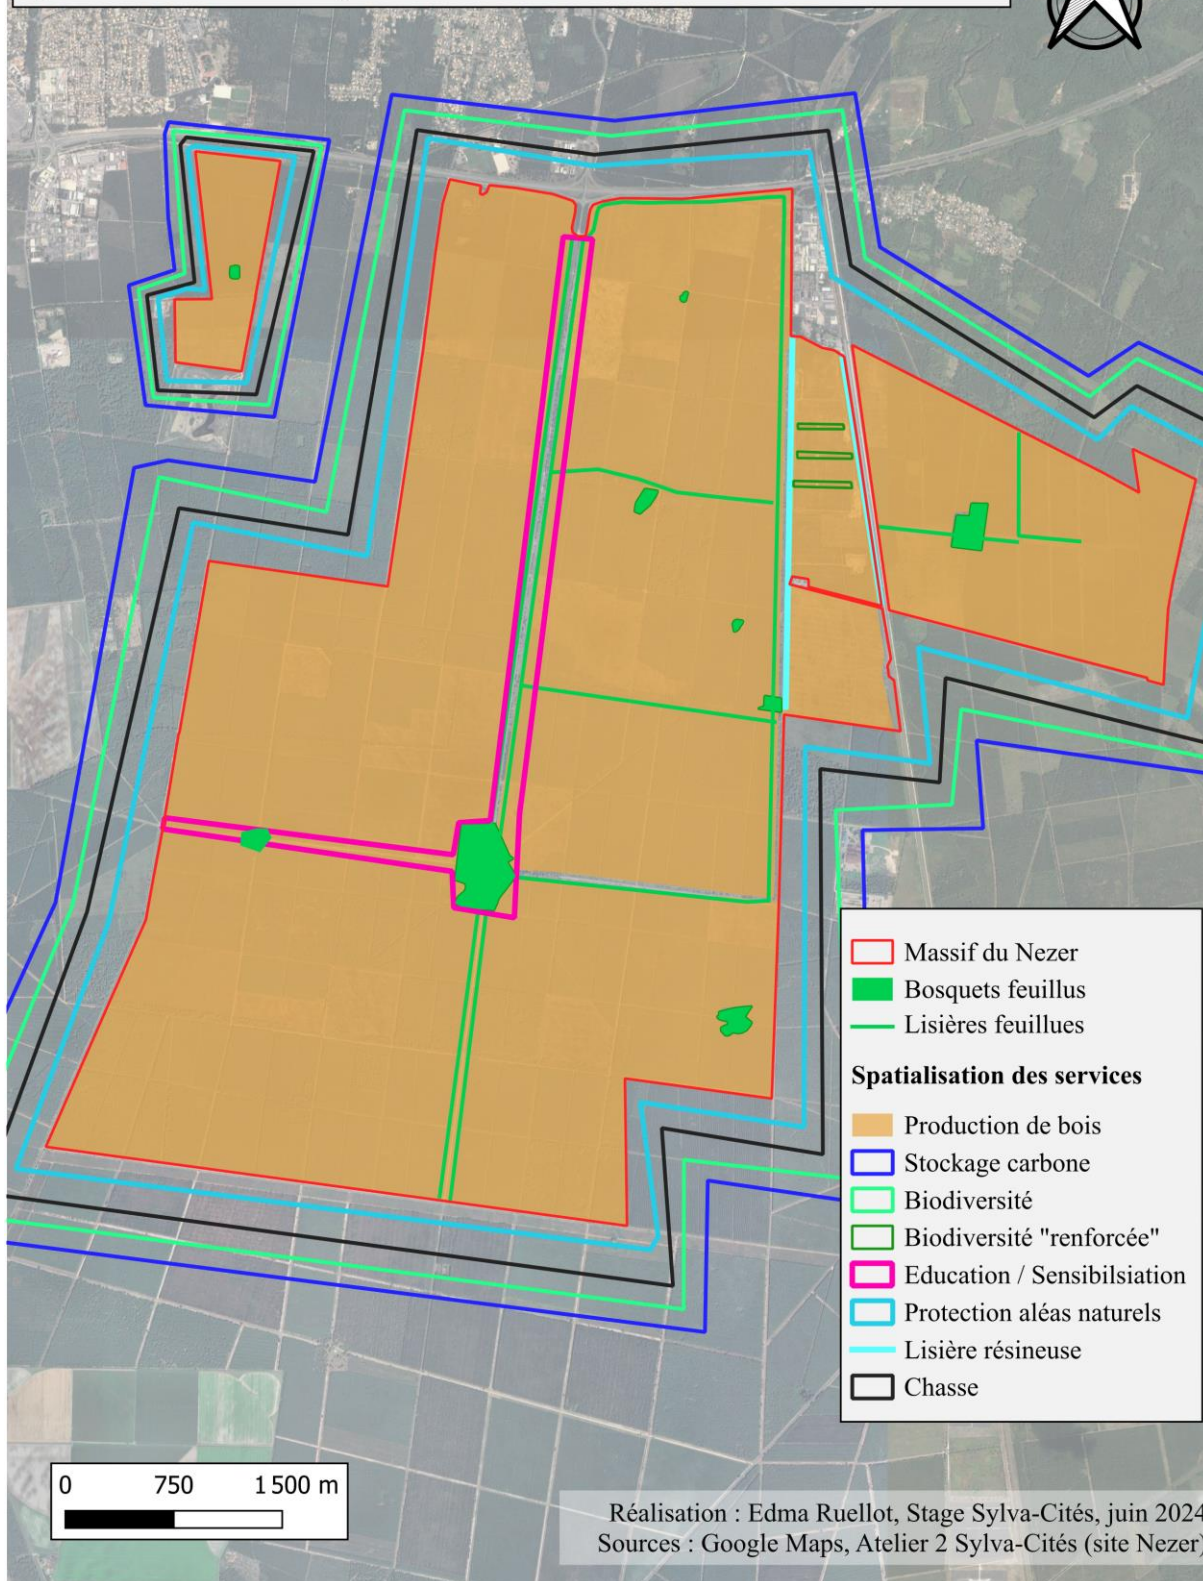 Massif du Nezer
Bosquets feuillus
Lisières feuillues
Spatialisation des services
Production de bois
Stockage carbone
Biodiversité
Biodiversité "renforcée"
Education / Sensibilsiation
Protection aléas naturels
Lisière résineuse
Chasse
0 750 1 500 m
Réalisation : Edma Ruellot, Stage Sylva-Cités, juin 2024
Sources : Google Maps, Atelier 2 Sylva-Cités (site Nezer)